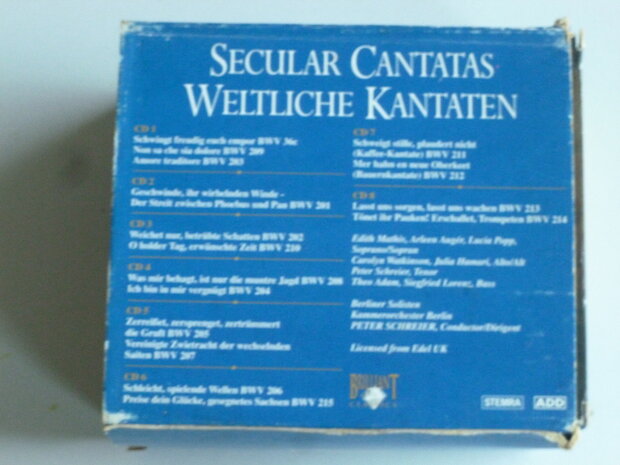 SECULAR CANTATAS
WELTLICHE KANTATEN
CD 1
Schwingt freudig euch empor BWV 36c
Non sa che sia dolore BWV 209
Amore traditore BWV 203
CD 2
Geschwinde, ihr wirbelnden Winde –
Der Streit zwischen Phoebus und Pan BWV 201
CD 3
Weichet nur, betrübte Schatten BWV 202
O holder Tag, erwünschte Zeit BWV 210
CD 4
Was mir behagt, ist nur die muntre Jagd BWV 208
Ich bin in mir vergnügt BWV 204
CD 5
Zerreißet, zersprenget, zertrümmert
die Gruft BWV 205
Vereinigte Zwietracht der wechselnden
Saiten BWV 207
CD 6
Schleicht, spielende Wellen BWV 206
Preise dein Glücke, gesegnetes Sachsen BWV 215
CD 7
Schweigt stille, plaudert nicht
(Kaffee-Kantate) BWV 211
Mer hahn en neue Oberkeet
(Bauernkantate) BWV 212
CD 8
Lasst uns sorgen, lasst uns wachen BWV 213
Tönet ihr Pauken! Erschallet, Trompeten BWV 214
Edith Mathis, Arleen Augér, Lucia Popp,
Soprano/Sopran
Carolyn Watkinson, Julia Hamari, Alto/Alt
Peter Schreier, Tenor
Theo Adam, Siegfried Lorenz, Bass
Berliner Solisten
Kammerorchester Berlin
PETER SCHREIER, Conductor/Dirigent
Licensed from Edel UK
BRILLIANT
CLASSICS
STEMRA
ADD